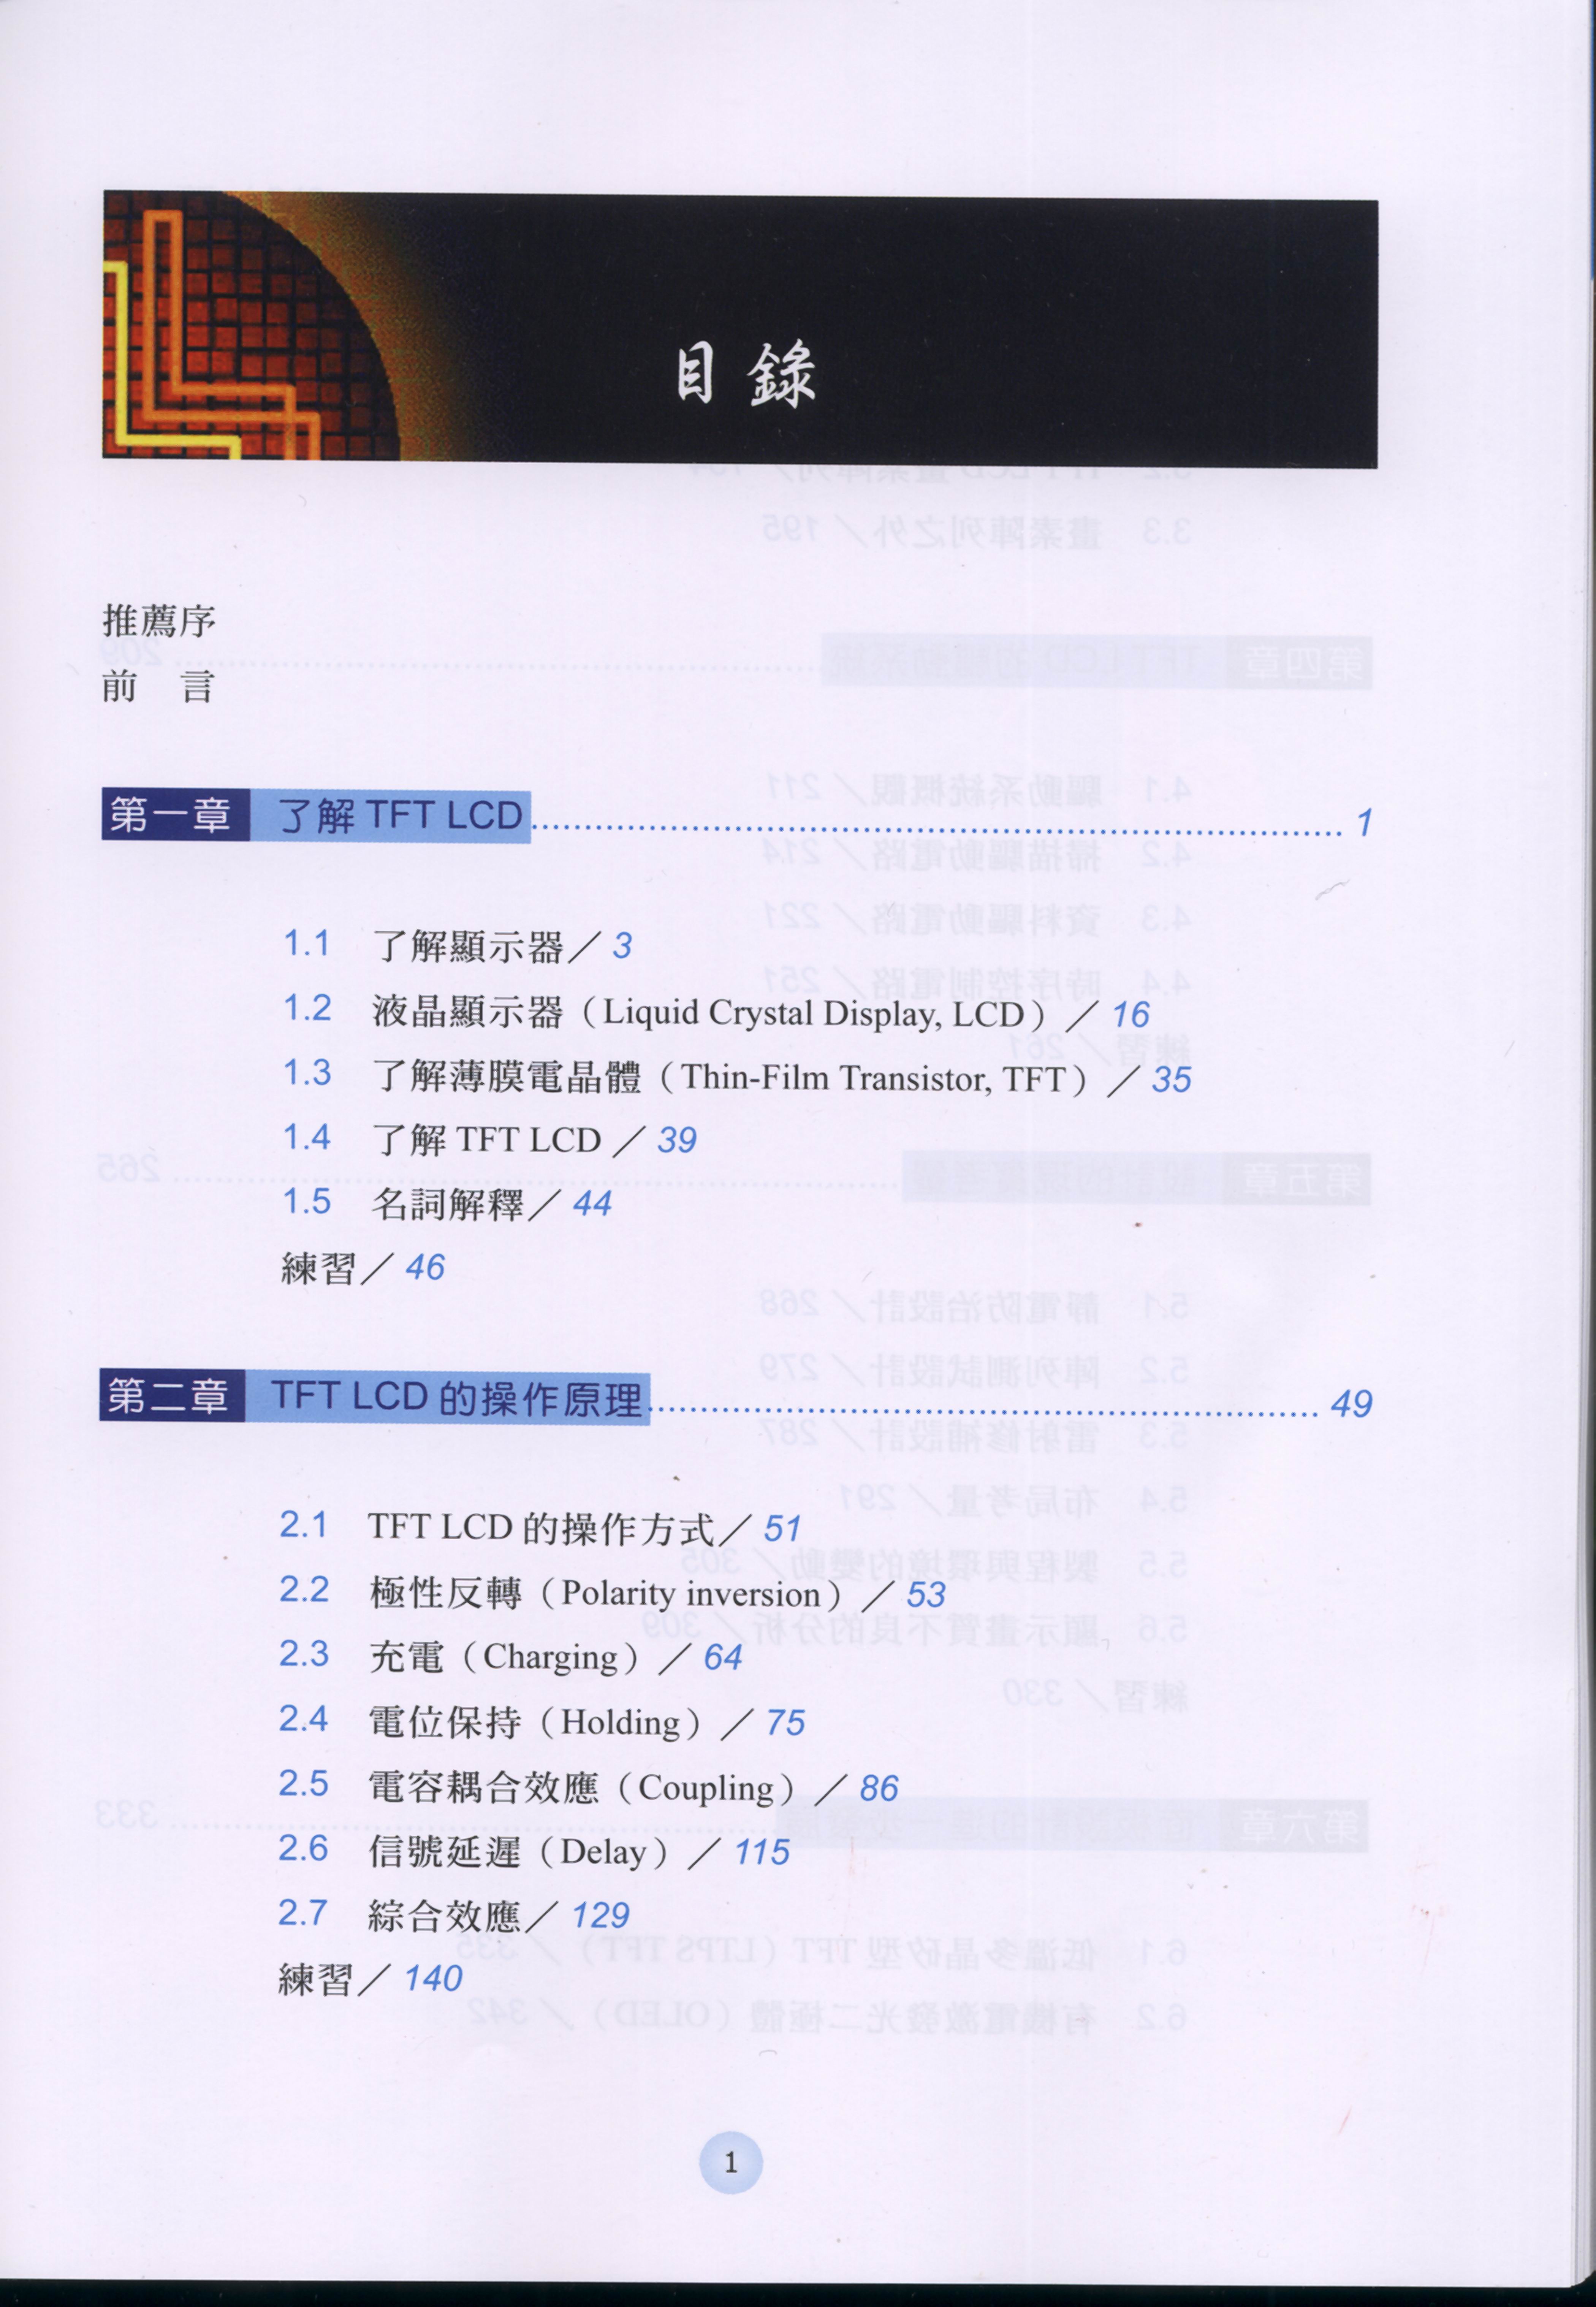 目錄
推薦序
前 言
第一章 了解 TFT LCD 1
1.1 了解顯示器／3
1.2 液晶顯示器（Liquid Crystal Display, LCD）／16
1.3 了解薄膜電晶體（Thin-Film Transistor, TFT）／35
1.4 了解 TFT LCD／39
1.5 名詞解釋／44
練習／46
第二章 TFT LCD 的操作原理 49
2.1 TFT LCD 的操作方式／51
2.2 極性反轉（Polarity inversion）／53
2.3 充電（Charging）／64
2.4 電位保持（Holding）／75
2.5 電容耦合效應（Coupling）／86
2.6 信號延遲（Delay）／115
2.7 綜合效應／129
練習／140
1